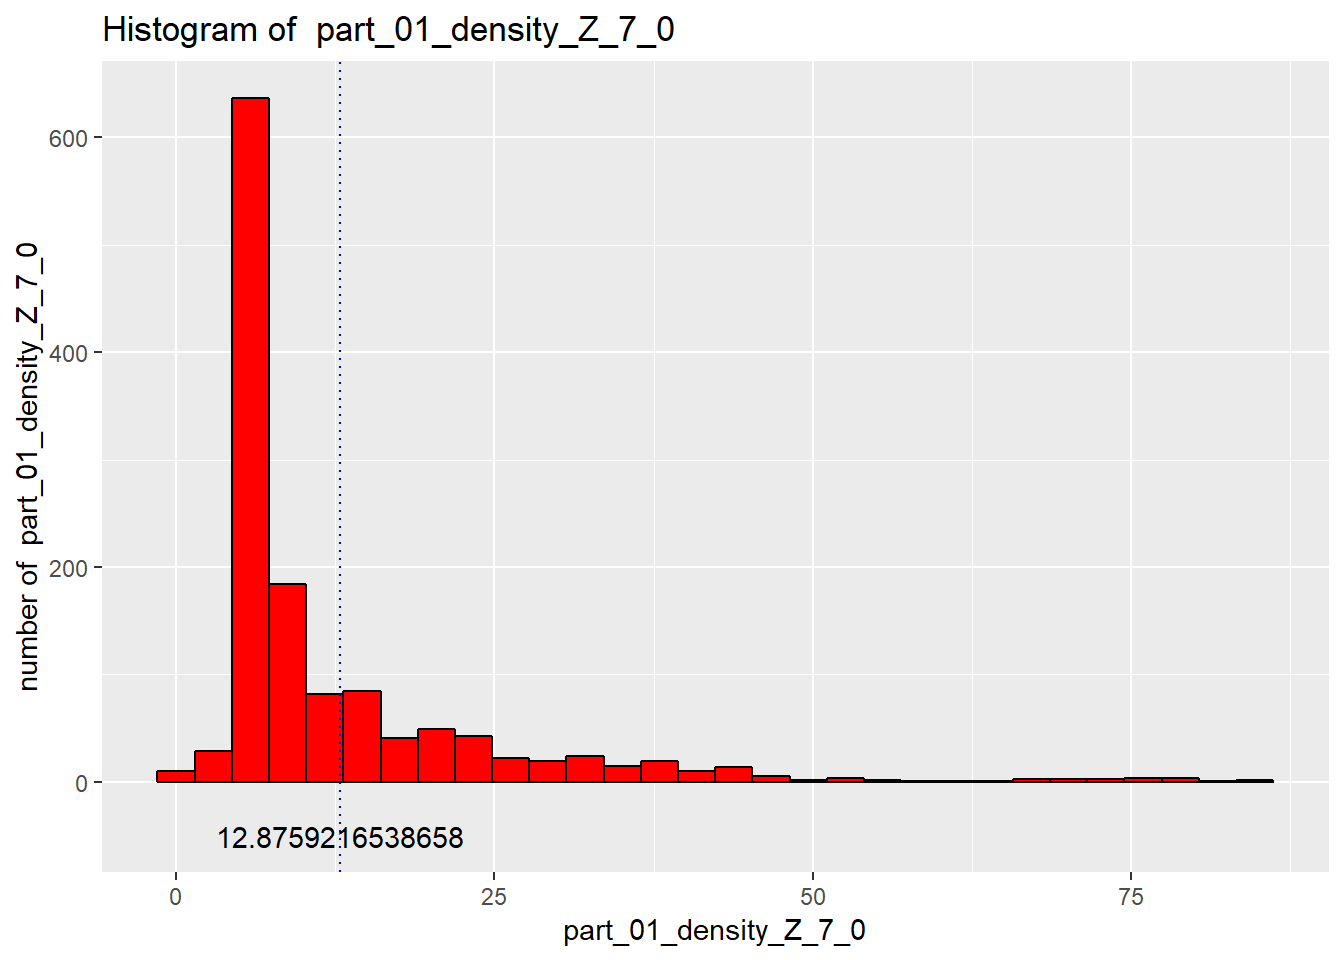 Histogram of  part_01_density_Z_7_0
number of  part_01_density_Z_7_0
600
400
200
0
12.8759216538658
0 25 50 75
part_01_density_Z_7_0